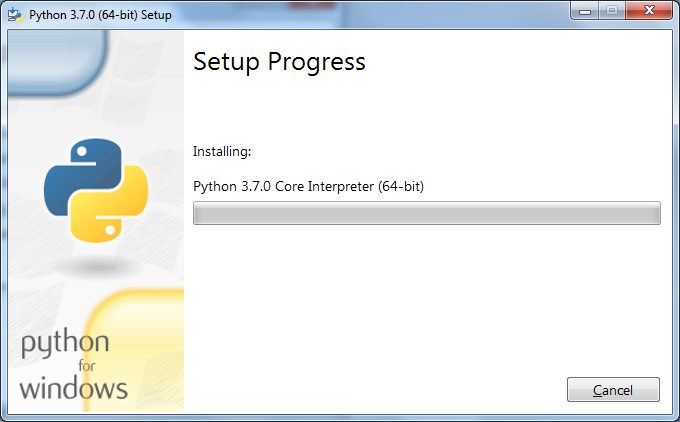 Python 3.7.0 (64-bit) Setup
Setup Progress
Installing:
Python 3.7.0 Core Interpreter (64-bit)
python
for
windows
Cancel